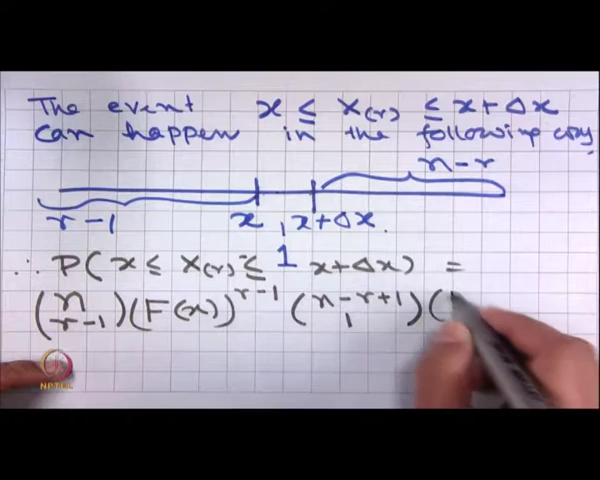 The event x ≤ X(r) ≤ x+Δx
can happen in the following way
n-r
r-1 x 1 x+Δx.
∴ P(x ≤ X(r) ≤ x+Δx) =
(n r-1)(F(x))^r-1 (n-r+1 1)(
NPTEL